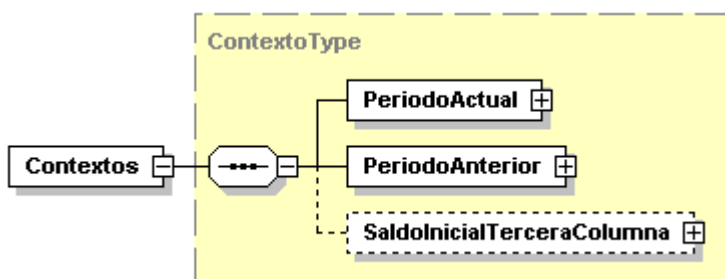 ContextoType
PeriodoActual
Contextos
PeriodoAnterior
SaldoInicialTerceraColumna